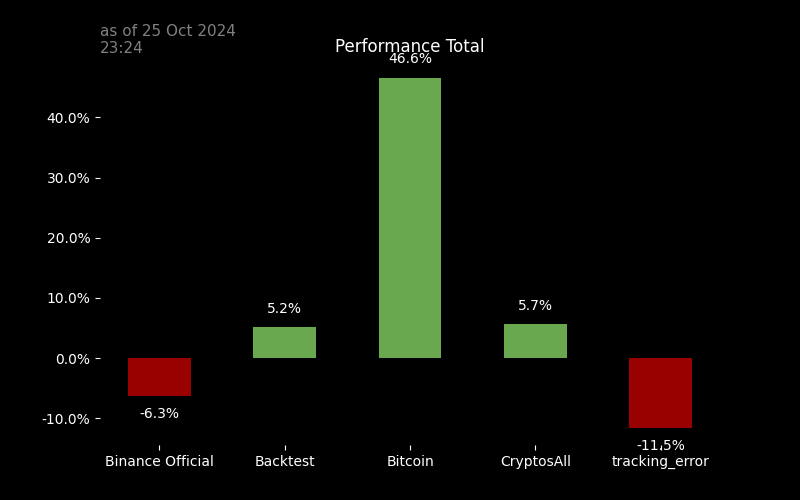 as of 25 Oct 2024
23:24
Performance Total
46.6%
40.0%
30.0%
20.0%
10.0%
5.2%
5.7%
0.0%
-6.3%
-10.0%
-11.5%
Binance Official
Backtest
Bitcoin
CryptosAll
tracking_error